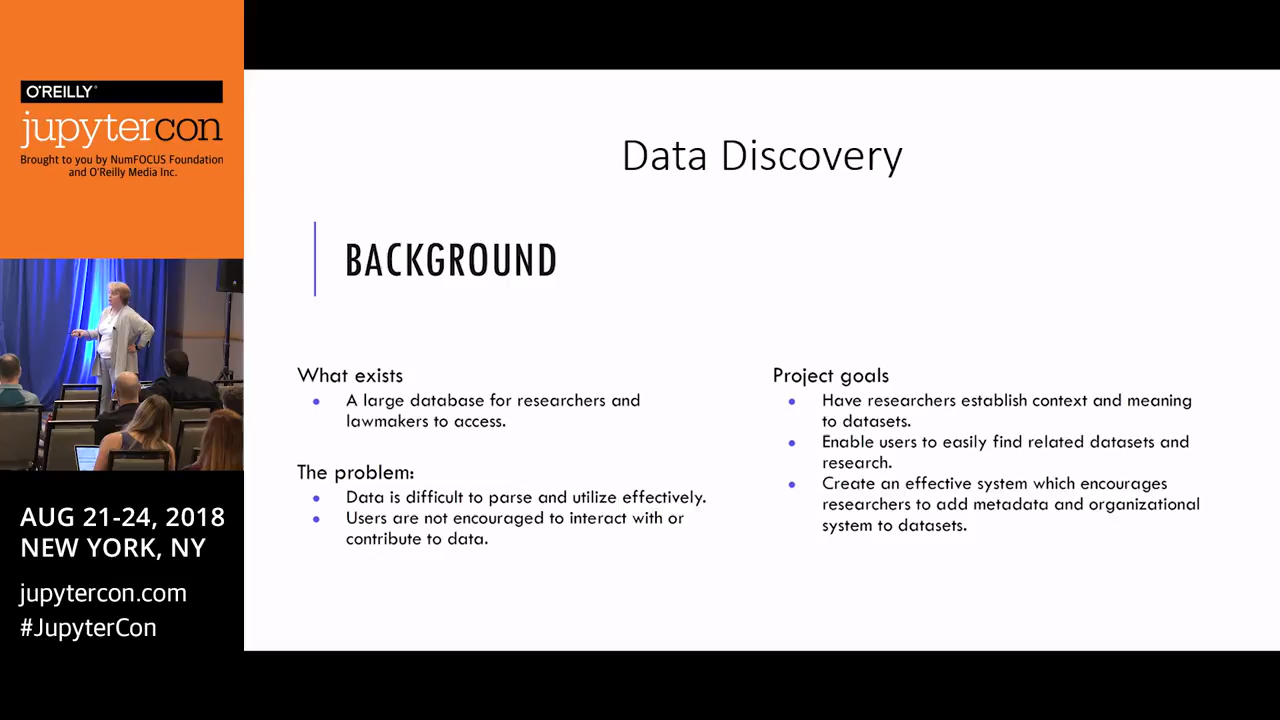 O'REILLY®
jupytercon
Brought to you by NumFOCUS Foundation
and O'Reilly Media Inc.
AUG 21-24, 2018
NEW YORK, NY
jupytercon.com
#JupyterCon
Data Discovery
BACKGROUND
What exists
• A large database for researchers and
lawmakers to access.
The problem:
• Data is difficult to parse and utilize effectively.
• Users are not encouraged to interact with or
contribute to data.
Project goals
• Have researchers establish context and meaning
to datasets.
• Enable users to easily find related datasets and
research.
• Create an effective system which encourages
researchers to add metadata and organizational
system to datasets.